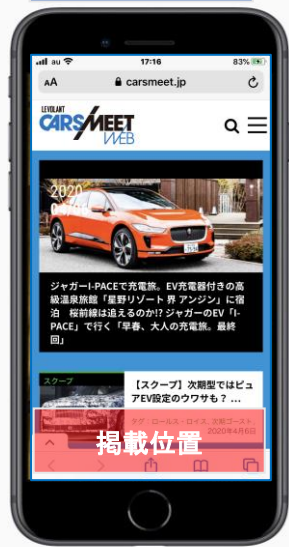 au 17:16 83%
AA carsmeet.jp
LEVOLANT
CARS MEET
WEB
2020
ジャガーI-PACEで充電旅。EV充電器付きの高
級温泉旅館「星野リゾート 界 アンジン」に宿
泊 桜前線は追えるのか!? ジャガーのEV「I-
PACE」で行く「早春、大人の充電旅。最終
回」
スクープ
【スクープ】次期型ではピュ
アEV設定のウワサも? ...
タグ:ロールス・ロイス, 次期ゴースト,
2020年4月6日
掲載位置